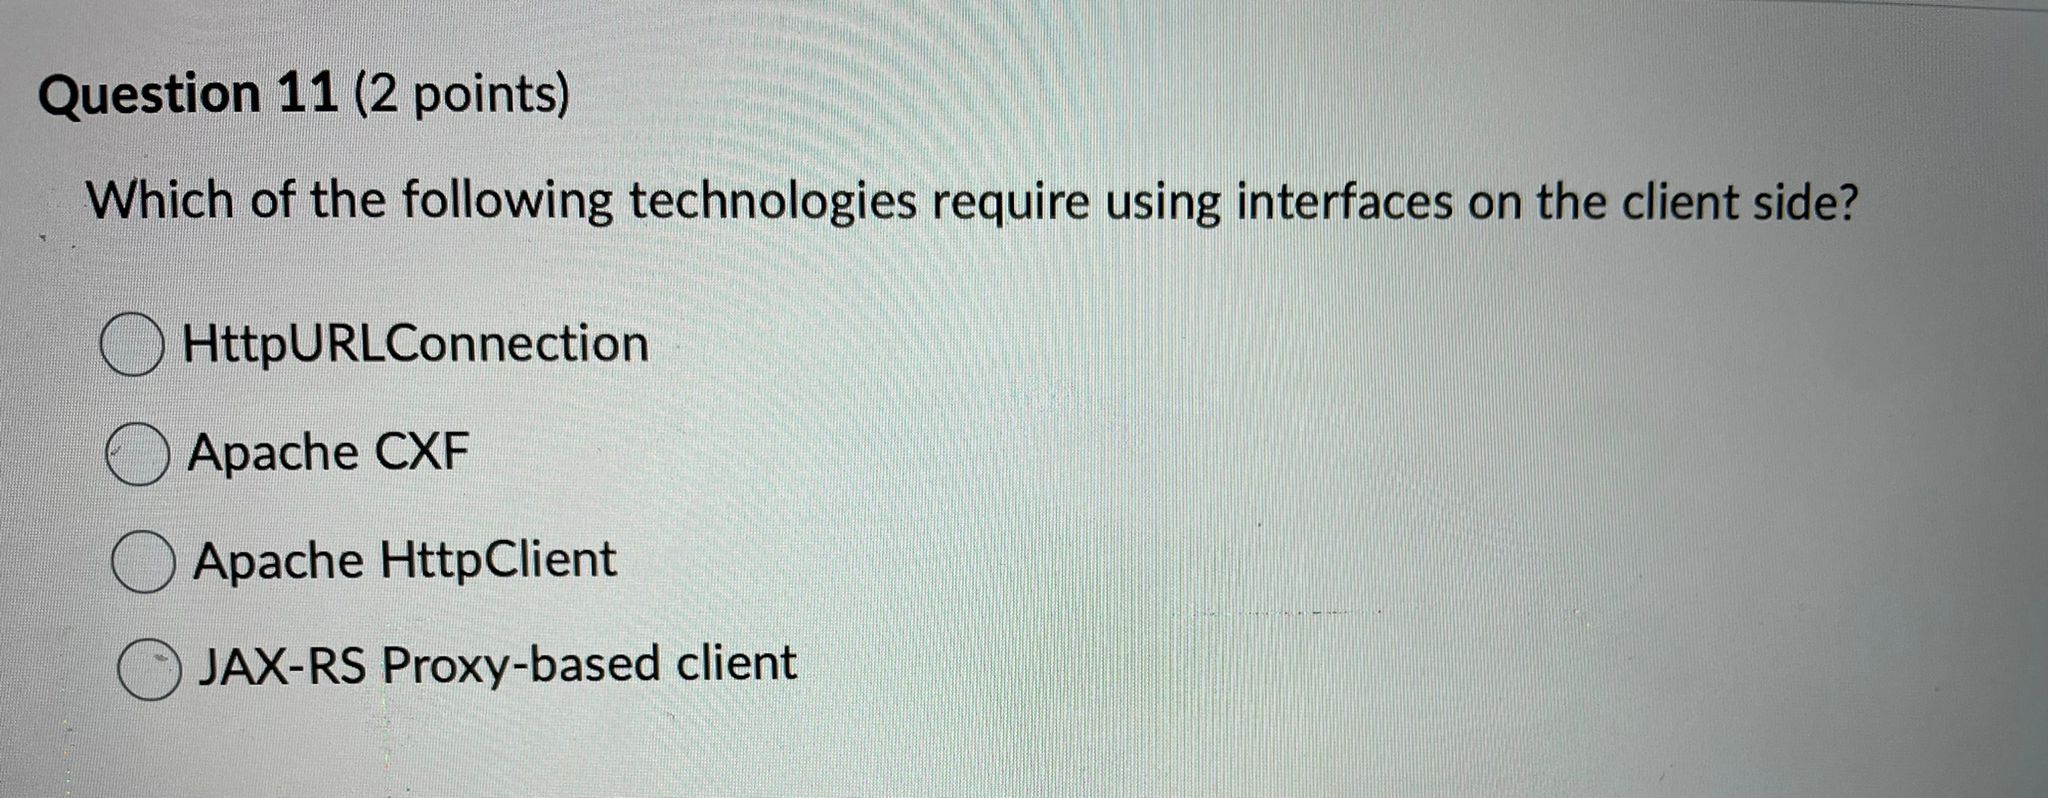 Question 11 (2 points)
Which of the following technologies require using interfaces on the client side?
HttpURLConnection
Apache CXF
Apache HttpClient
JAX-RS Proxy-based client